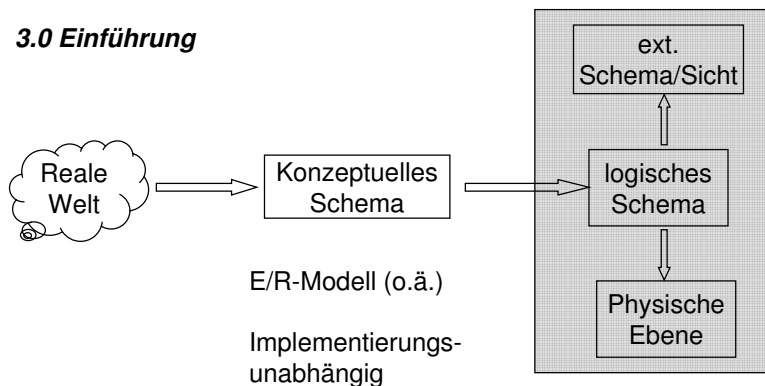 3.0 Einführung
Reale
Welt
Konzeptuelles
Schema
E/R-Modell (o.ä.)
Implementierungs-
unabhängig
ext.
Schema/Sicht
logisches
Schema
Physische
Ebene